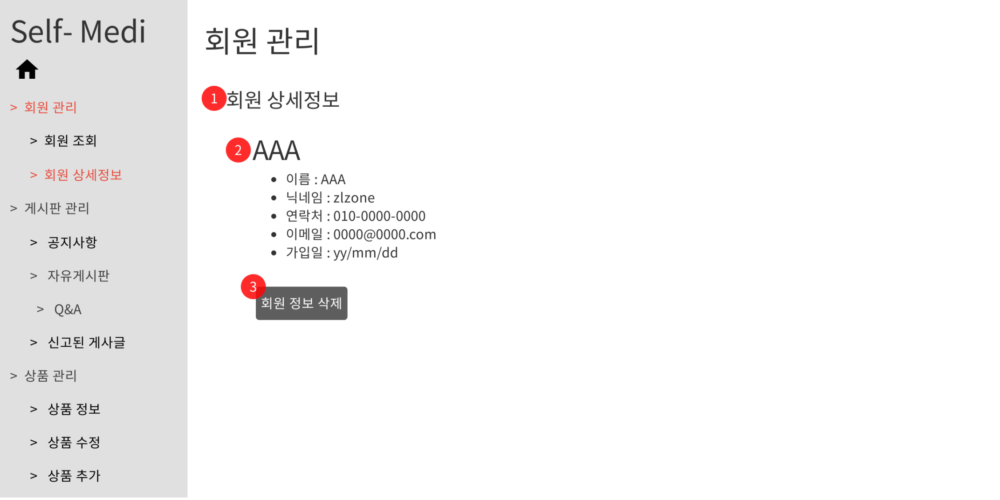 Self- Medi
> 회원 관리
> 회원 조회
> 회원 상세정보
> 게시판 관리
> 공지사항
> 자유게시판
> Q&A
> 신고된 게사글
> 상품 관리
> 상품 정보
> 상품 수정
> 상품 추가
회원 관리
1 회원 상세정보
2 AAA
• 이름 : AAA
• 닉네임 : zlzone
• 연락처 : 010-0000-0000
• 이메일 : 0000@0000.com
• 가입일 : yy/mm/dd
3
회원 정보 삭제